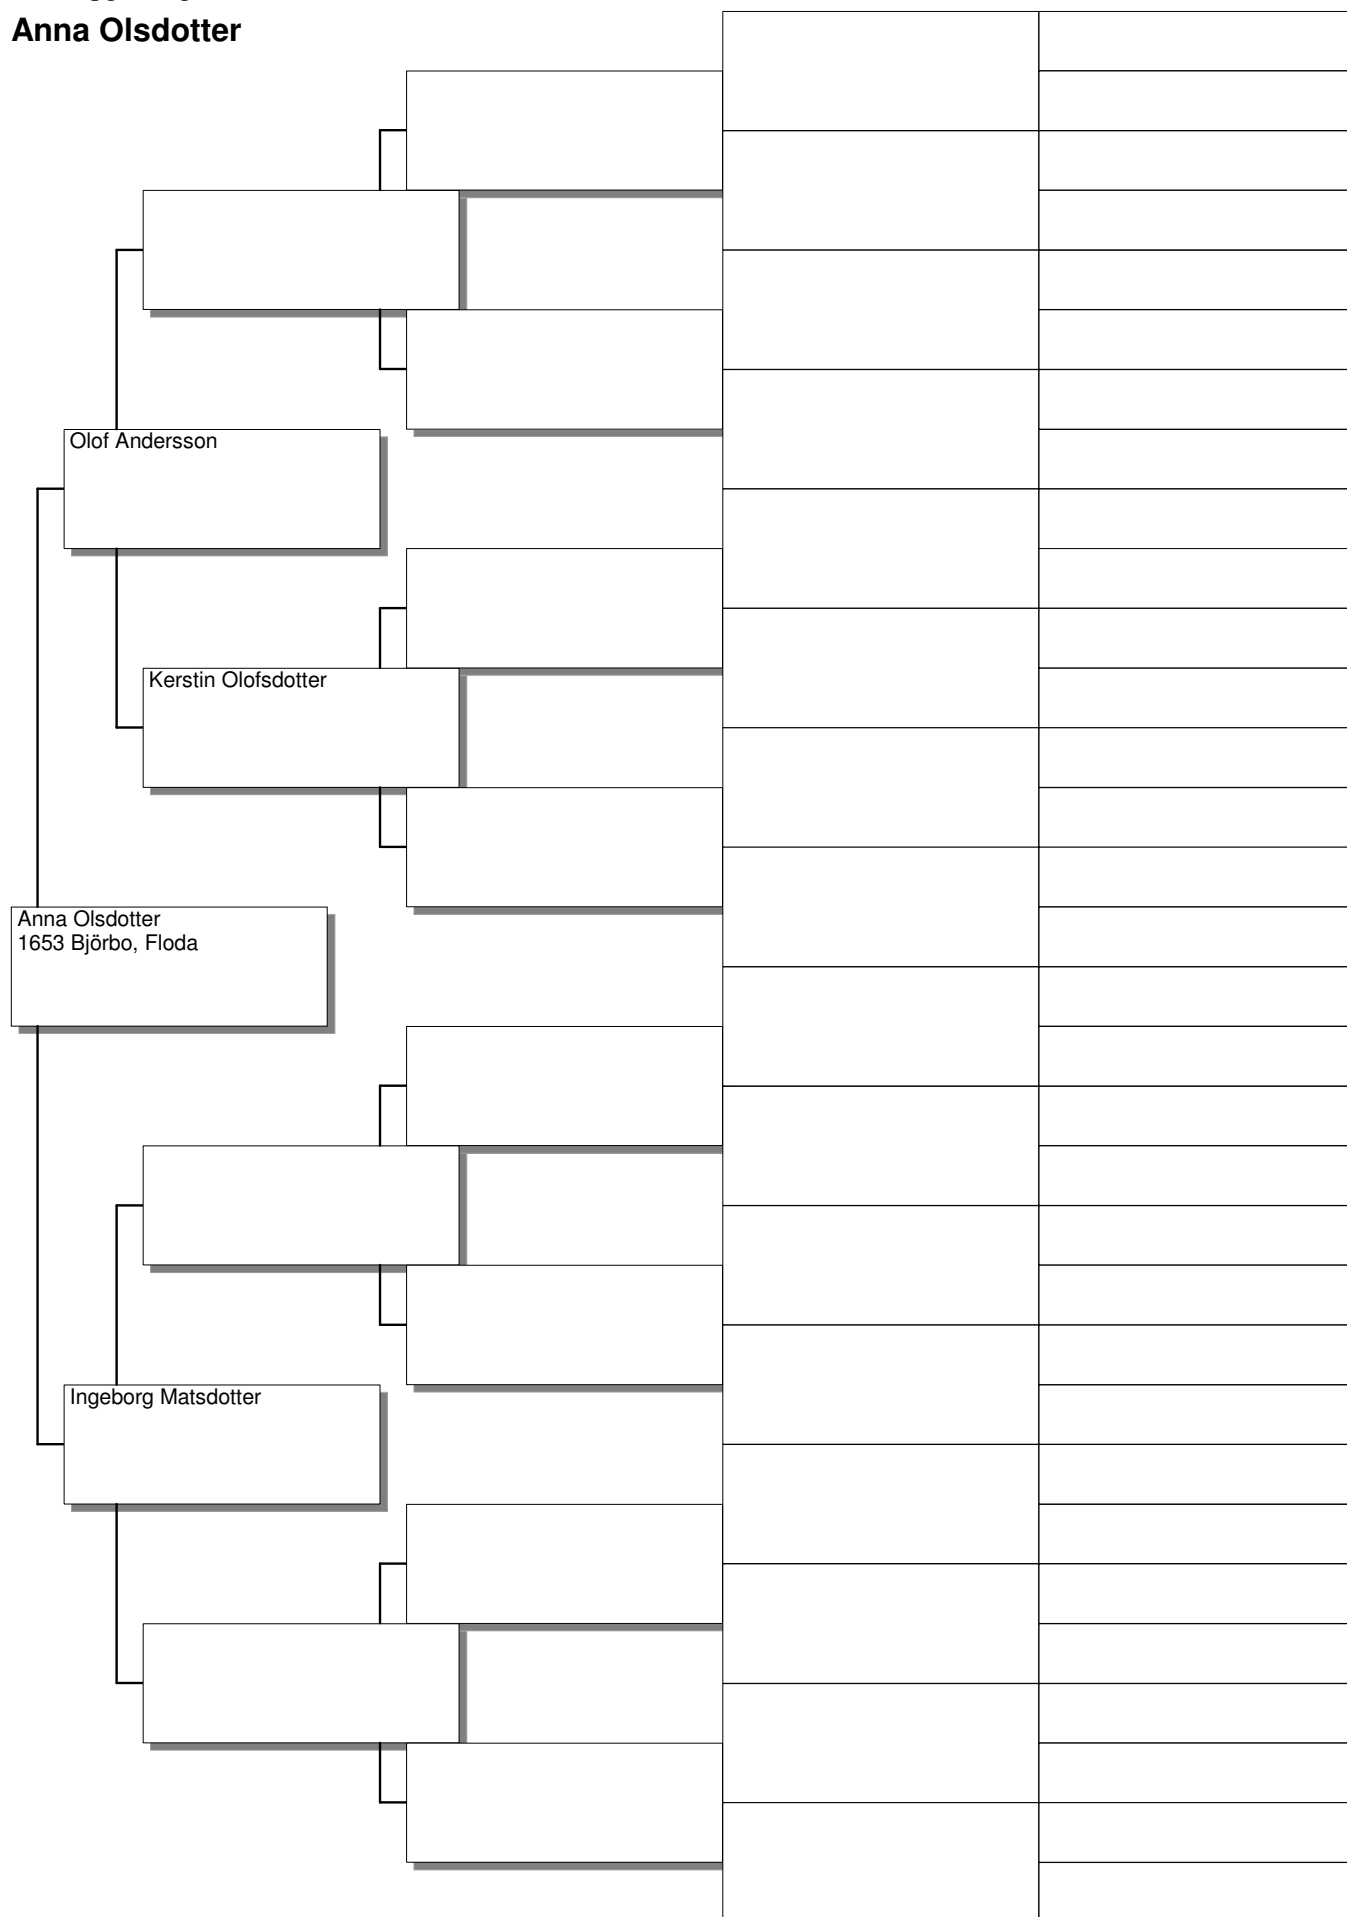 Anna Olsdotter
Olof Andersson
Kerstin Olofsdotter
Anna Olsdotter
1653 Björbo, Floda
Ingeborg Matsdotter